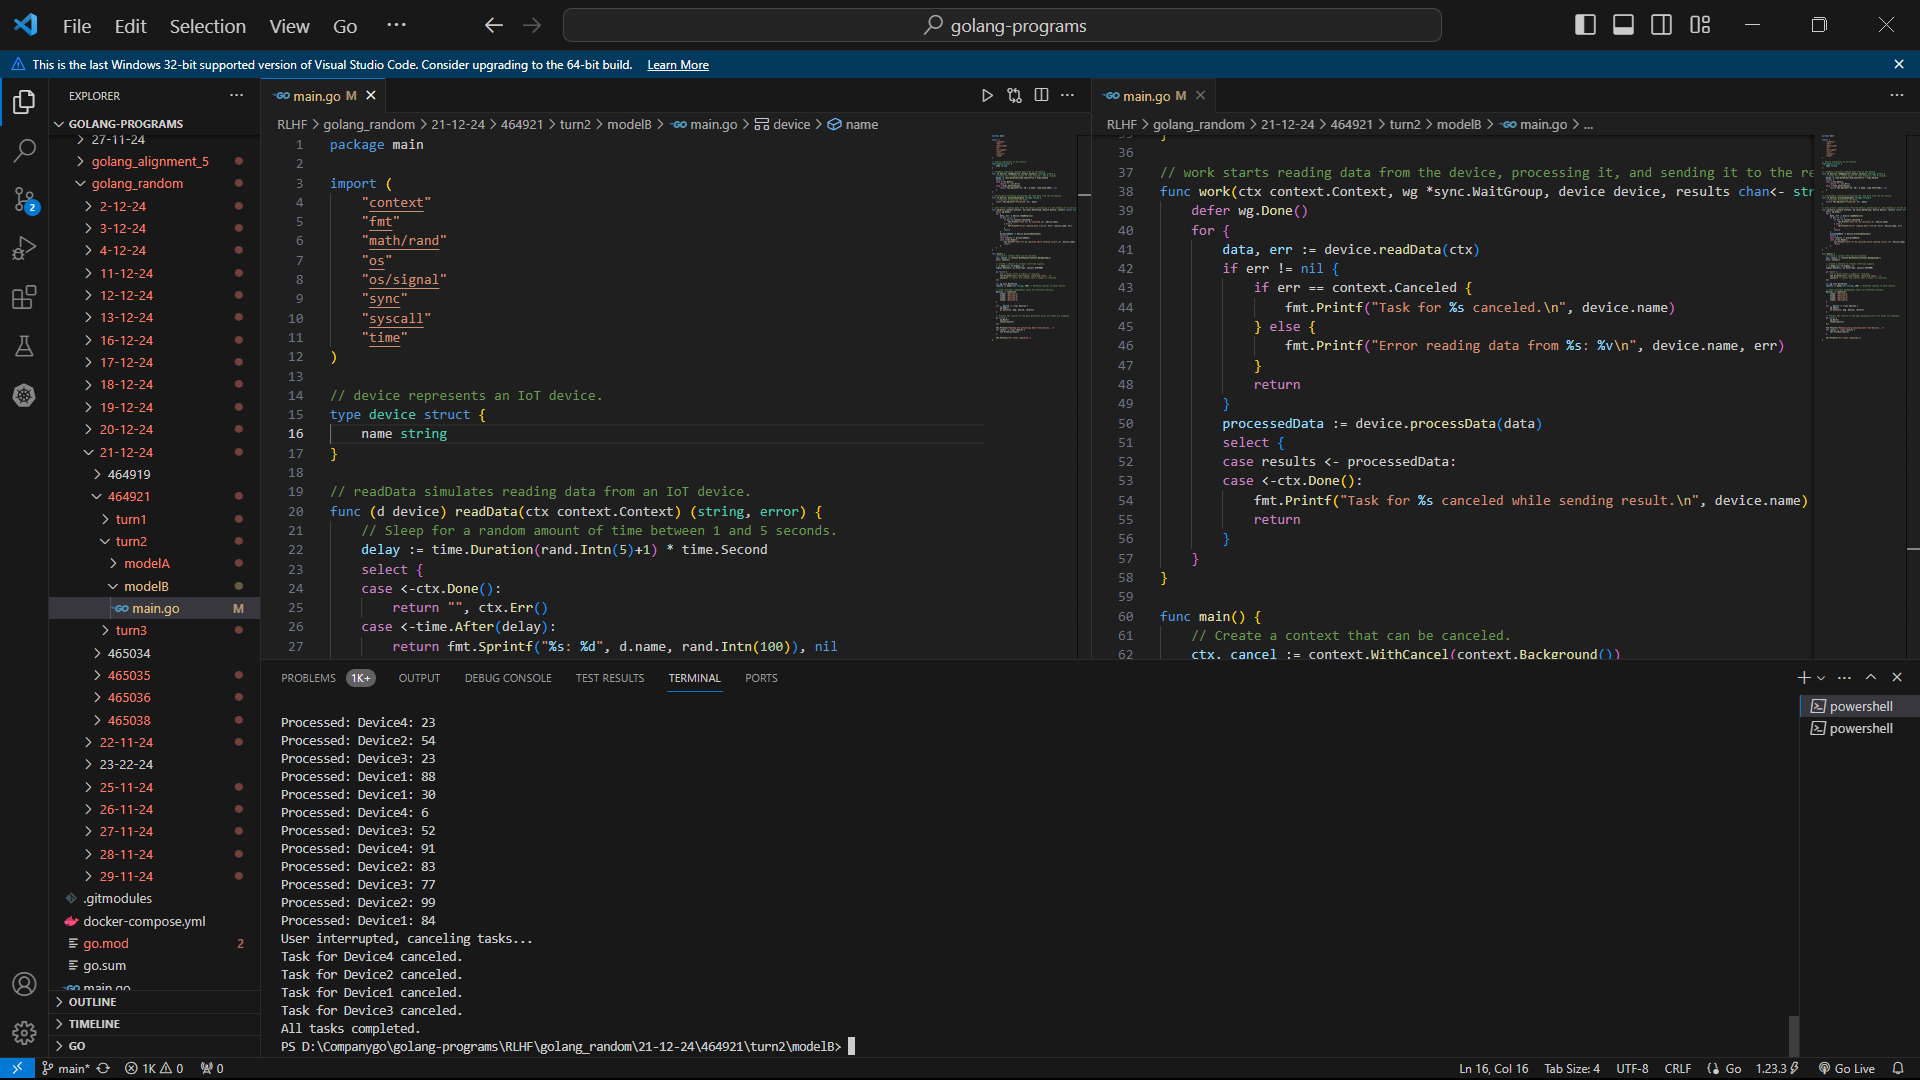 File Edit Selection View Go ···
golang-programs
This is the last Windows 32-bit supported version of Visual Studio Code. Consider upgrading to the 64-bit build. Learn More
EXPLORER
GOLANG-PROGRAMS
27-11-24
golang_alignment_5
golang_random
2-12-24
3-12-24
4-12-24
11-12-24
12-12-24
13-12-24
16-12-24
17-12-24
18-12-24
19-12-24
20-12-24
21-12-24
464919
464921
turn1
turn2
modelA
modelB
main.go M
turn3
465034
465035
465036
465038
22-11-24
23-22-24
25-11-24
26-11-24
27-11-24
28-11-24
29-11-24
.gitmodules
docker-compose.yml
go.mod 2
go.sum
main.go
OUTLINE
TIMELINE
GO
2
main.go M
RLHF > golang_random > 21-12-24 > 464921 > turn2 > modelB > main.go > device > name
1 package main
2
3 import (
4 "context"
5 "fmt"
6 "math/rand"
7 "os"
8 "os/signal"
9 "sync"
10 "syscall"
11 "time"
12 )
13
14 // device represents an IoT device.
15 type device struct {
16 name string
17 }
18
19 // readData simulates reading data from an IoT device.
20 func (d device) readData(ctx context.Context) (string, error) {
21 // Sleep for a random amount of time between 1 and 5 seconds.
22 delay := time.Duration(rand.Intn(5)+1) * time.Second
23 select {
24 case <-ctx.Done():
25 return "", ctx.Err()
26 case <-time.After(delay):
27 return fmt.Sprintf("%s: %d", d.name, rand.Intn(100)), nil
main.go M
RLHF > golang_random > 21-12-24 > 464921 > turn2 > modelB > main.go > ...
35 }
36
37 // work starts reading data from the device, processing it, and sending it to the re
38 func work(ctx context.Context, wg *sync.WaitGroup, device device, results chan<- str
39 defer wg.Done()
40 for {
41 data, err := device.readData(ctx)
42 if err != nil {
43 if err == context.Canceled {
44 fmt.Printf("Task for %s canceled.\n", device.name)
45 } else {
46 fmt.Printf("Error reading data from %s: %v\n", device.name, err)
47 }
48 return
49 }
50 processedData := device.processData(data)
51 select {
52 case results <- processedData:
53 case <-ctx.Done():
54 fmt.Printf("Task for %s canceled while sending result.\n", device.name)
55 return
56 }
57 }
58 }
59
60 func main() {
61 // Create a context that can be canceled.
62 ctx, cancel := context.WithCancel(context.Background())
PROBLEMS 1K+ OUTPUT DEBUG CONSOLE TEST RESULTS TERMINAL PORTS
Processed: Device4: 23
Processed: Device2: 54
Processed: Device3: 23
Processed: Device1: 88
Processed: Device1: 30
Processed: Device4: 6
Processed: Device3: 52
Processed: Device4: 91
Processed: Device2: 83
Processed: Device3: 77
Processed: Device2: 99
Processed: Device1: 84
User interrupted, canceling tasks...
Task for Device4 canceled.
Task for Device2 canceled.
Task for Device1 canceled.
Task for Device3 canceled.
All tasks completed.
PS D:\Companygo\golang-programs\RLHF\golang_random\21-12-24\464921\turn2\modelB>
powershell
powershell
main* 1K 0 0 Ln 16, Col 16 Tab Size: 4 UTF-8 CRLF Go 1.23.3 Go Live